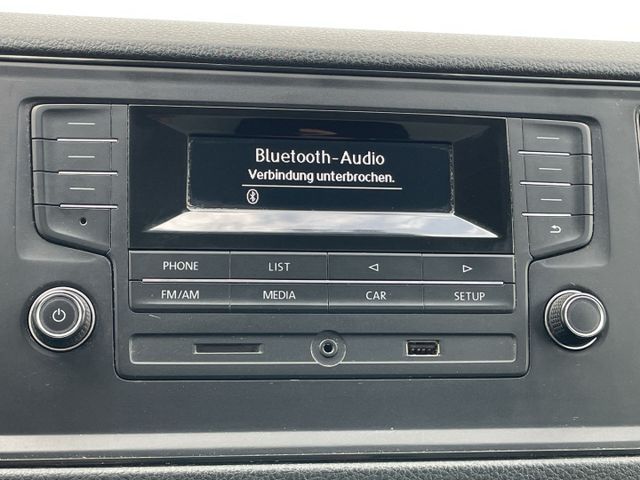 Bluetooth-Audio
Verbindung unterbrochen.
PHONE LIST
FM/AM MEDIA CAR SETUP